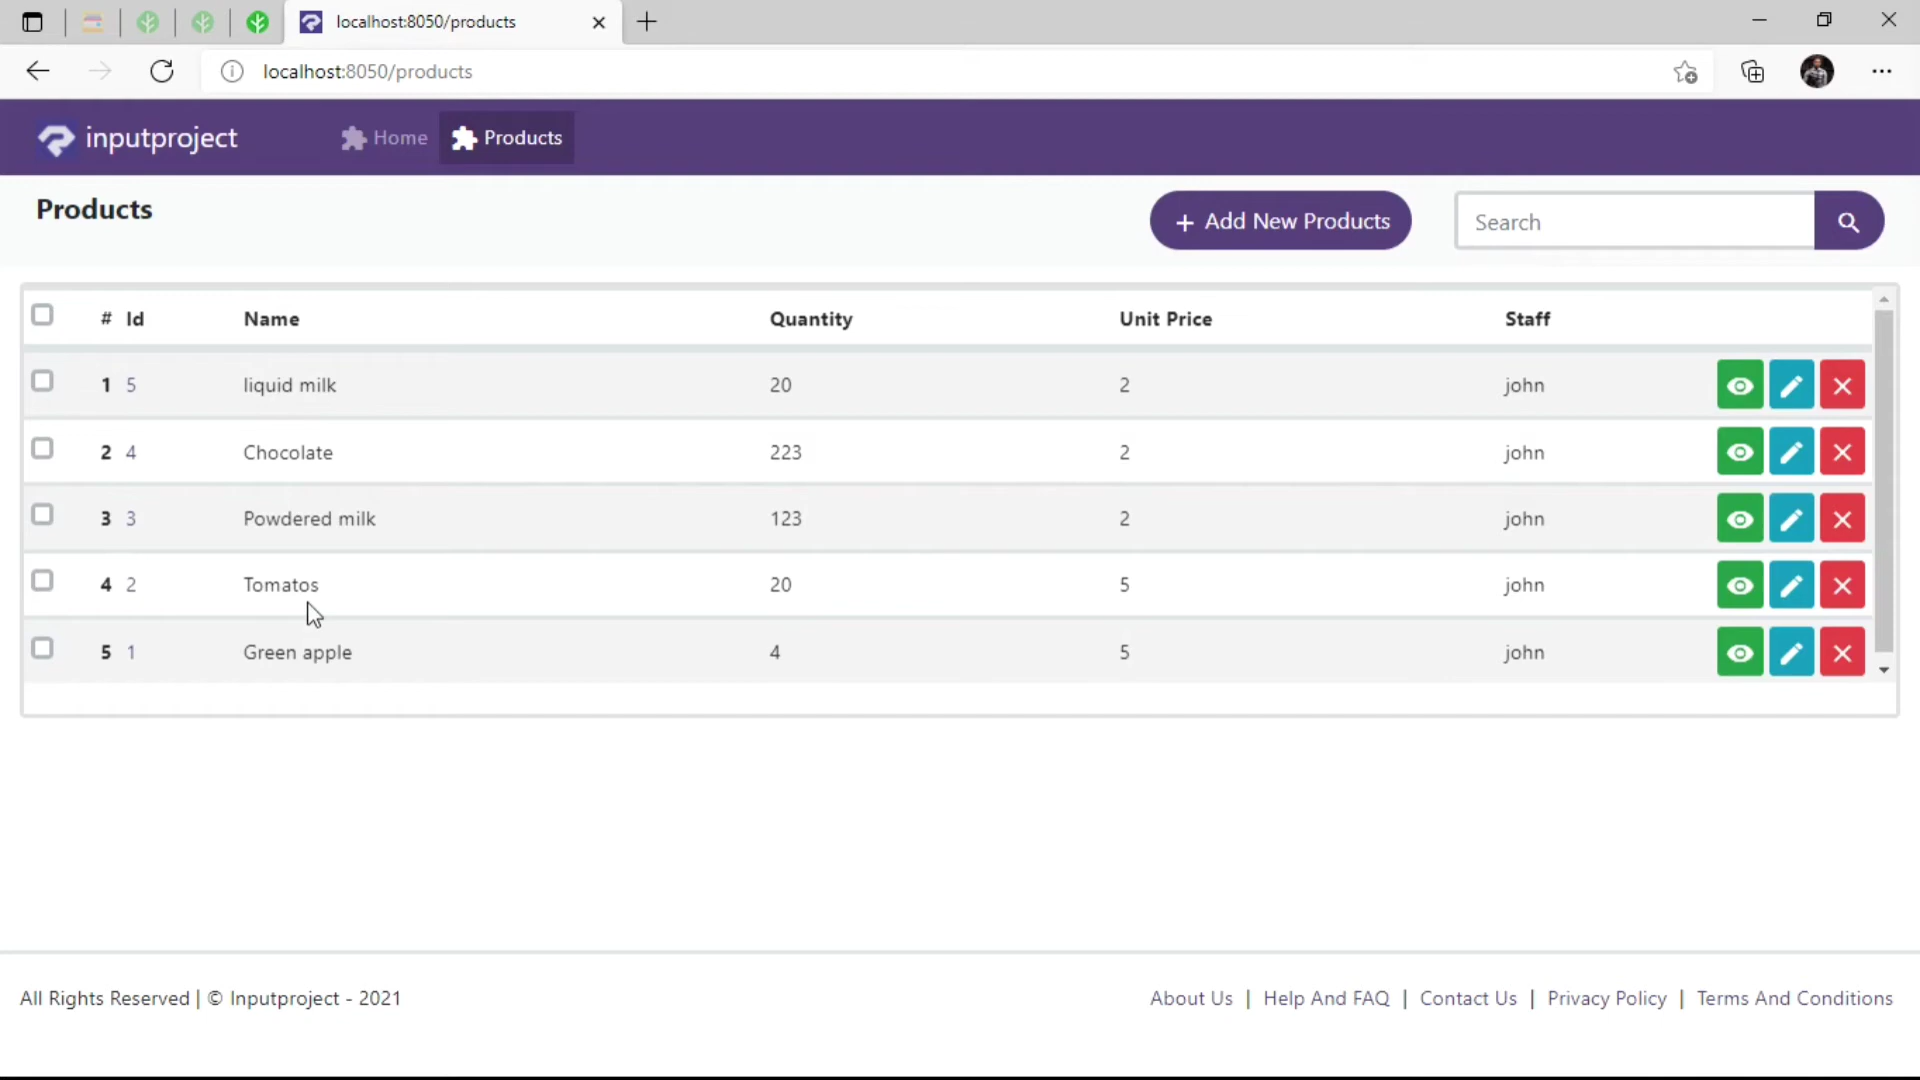 localhost:8050/products
localhost:8050/products
inputproject Home Products
Products
+ Add New Products
Search
# Id Name Quantity Unit Price Staff
1 5 liquid milk 20 2 john
2 4 Chocolate 223 2 john
3 3 Powdered milk 123 2 john
4 2 Tomatos 20 5 john
5 1 Green apple 4 5 john
All Rights Reserved | © Inputproject - 2021
About Us | Help And FAQ | Contact Us | Privacy Policy | Terms And Conditions